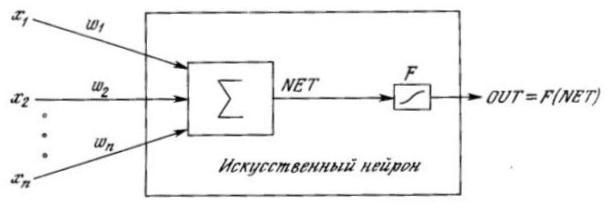 x₁
w₁
F
NET
x₂
w₂
Σ
OUT = F(NET)
wₙ
xₙ
Искусственный нейрон